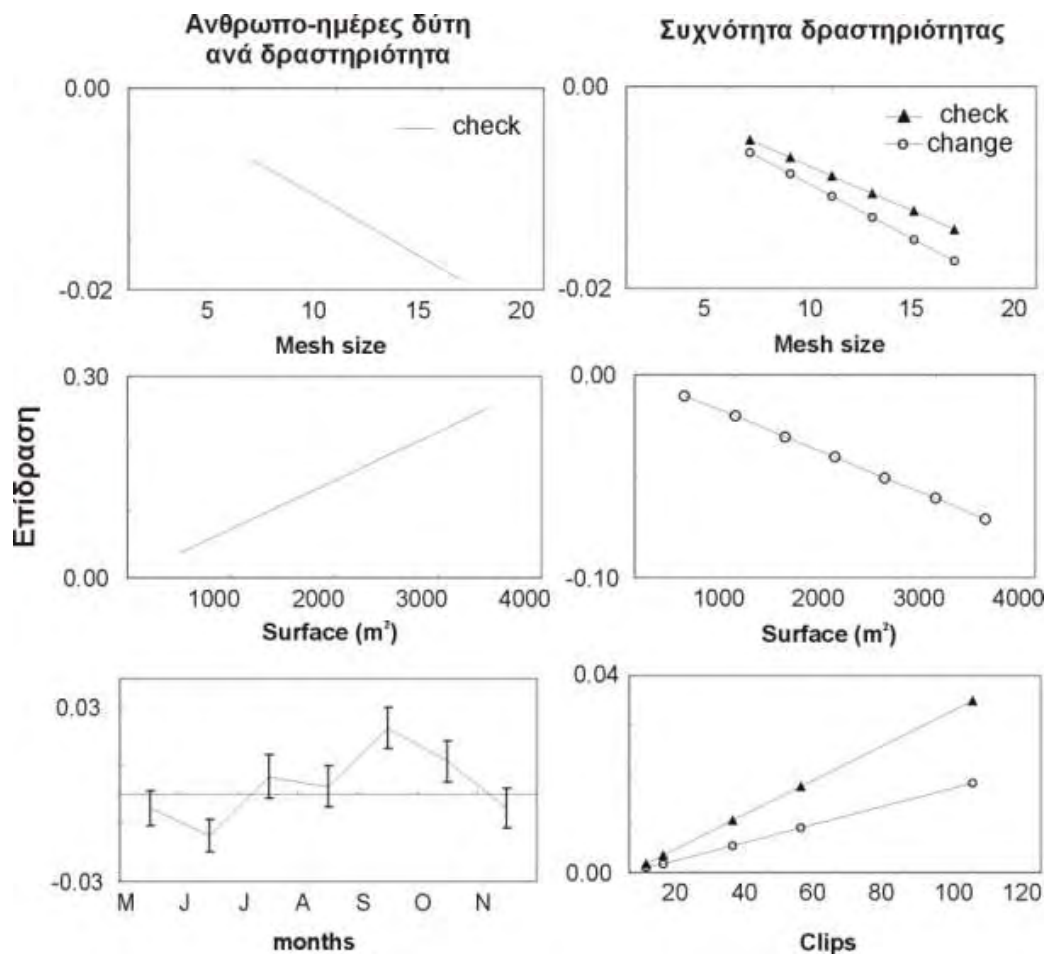 Ανθρωπο-ημέρες δύτη
ανά δραστηριότητα
Συχνότητα δραστηριότητας
0.00
check
-0.02
5 10 15 20
Mesh size
0.00
check
change
-0.02
5 10 15 20
Mesh size
Επίδραση
0.30
0.00
1000 2000 3000 4000
Surface (m²)
0.00
-0.10
1000 2000 3000 4000
Surface (m²)
0.03
-0.03
M J J A S O N
months
0.04
0.00
20 40 60 80 100 120
Clips